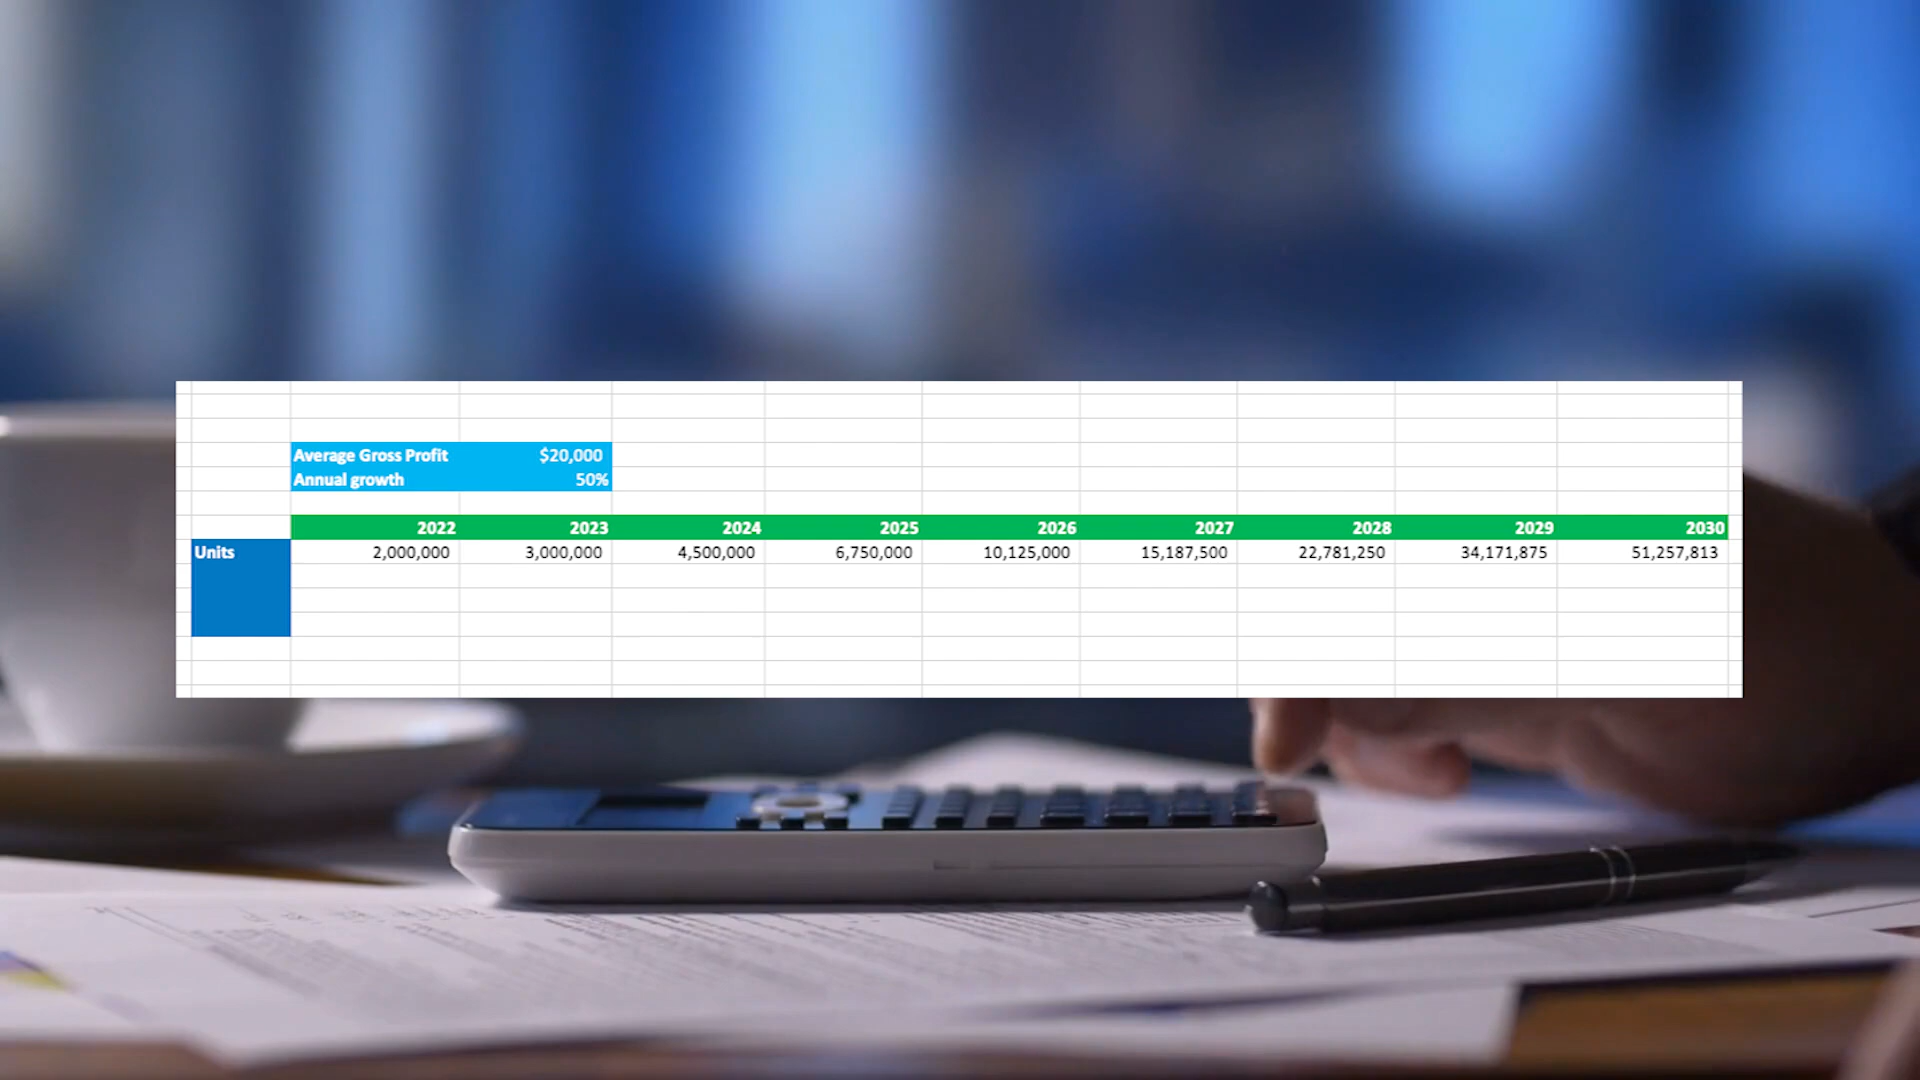 Average Gross Profit $20,000
Annual growth 50%
2022 2023 2024 2025 2026 2027 2028 2029 2030
Units 2,000,000 3,000,000 4,500,000 6,750,000 10,125,000 15,187,500 22,781,250 34,171,875 51,257,813